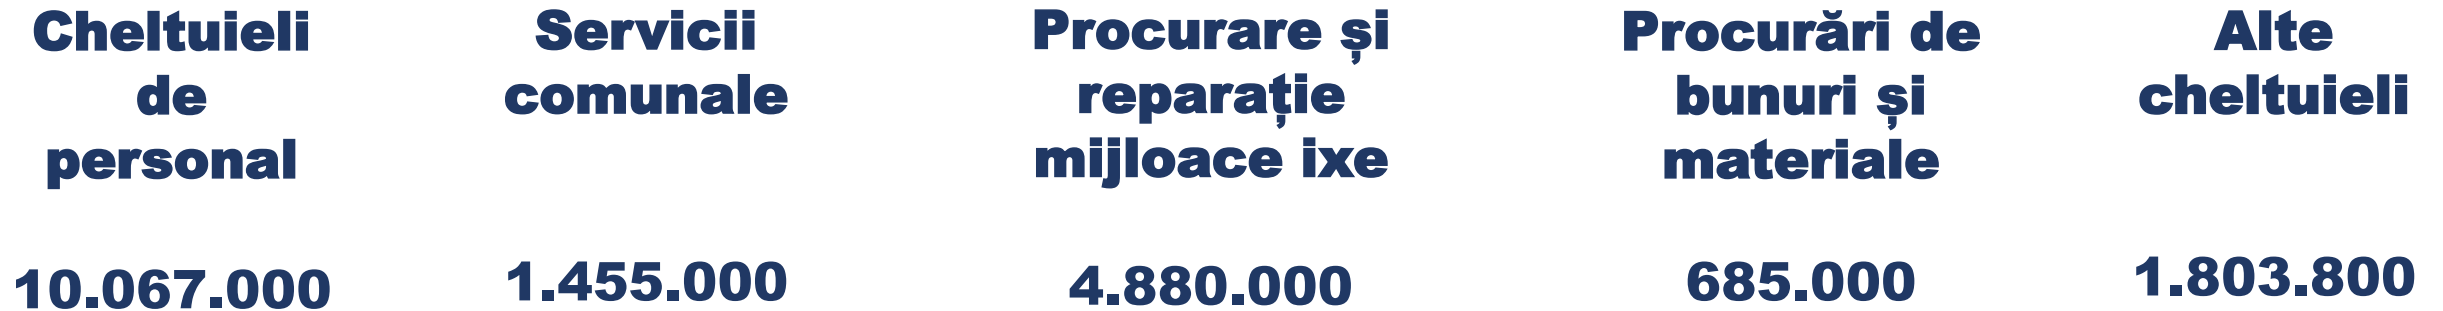 Cheltuieli
de
personal
10.067.000
Servicii
comunale
1.455.000
Procurare și
reparație
mijloace ixe
4.880.000
Procurări de
bunuri și
materiale
685.000
Alte
cheltuieli
1.803.800